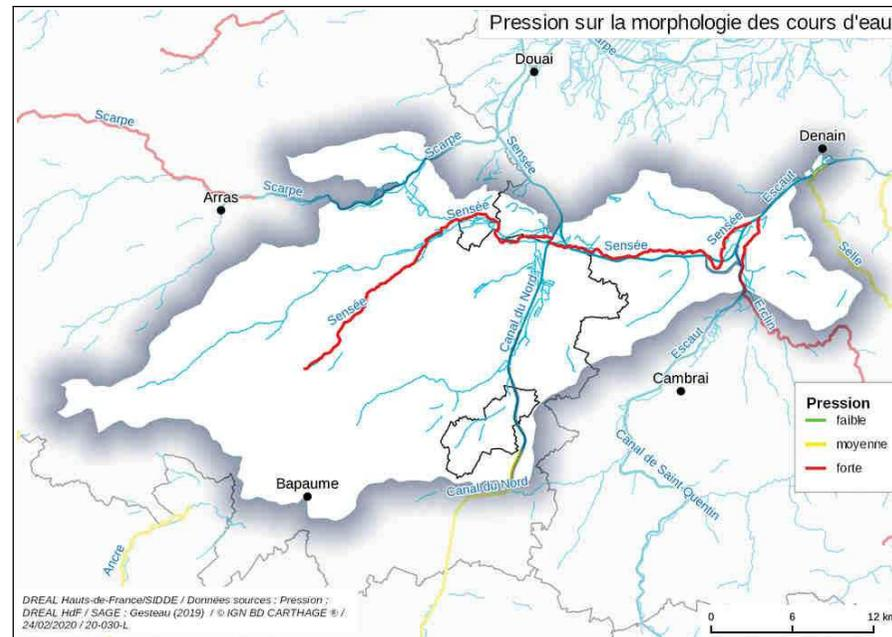 Pression sur la morphologie des cours d'eau
Scarpe
Douai
Scarpe
Scarpe
Sensée
Denain
Scarpe
Escaut
Arras
Sensée
Sensée
Sensée
Selle
Sensée
Canal du Nord
Erclin
Escaut
Cambrai
Pression
faible
moyenne
forte
Canal de Saint Quentin
Bapaume
Canal du Nord
Ancre
DREAL Hauts-de-France/SIDDE / Données sources : Pression :
DREAL HdF / SAGE : Gesteau (2019) / © IGN BD CARTHAGE ® /
24/02/2020 / 20-030-L
0 6 12 km